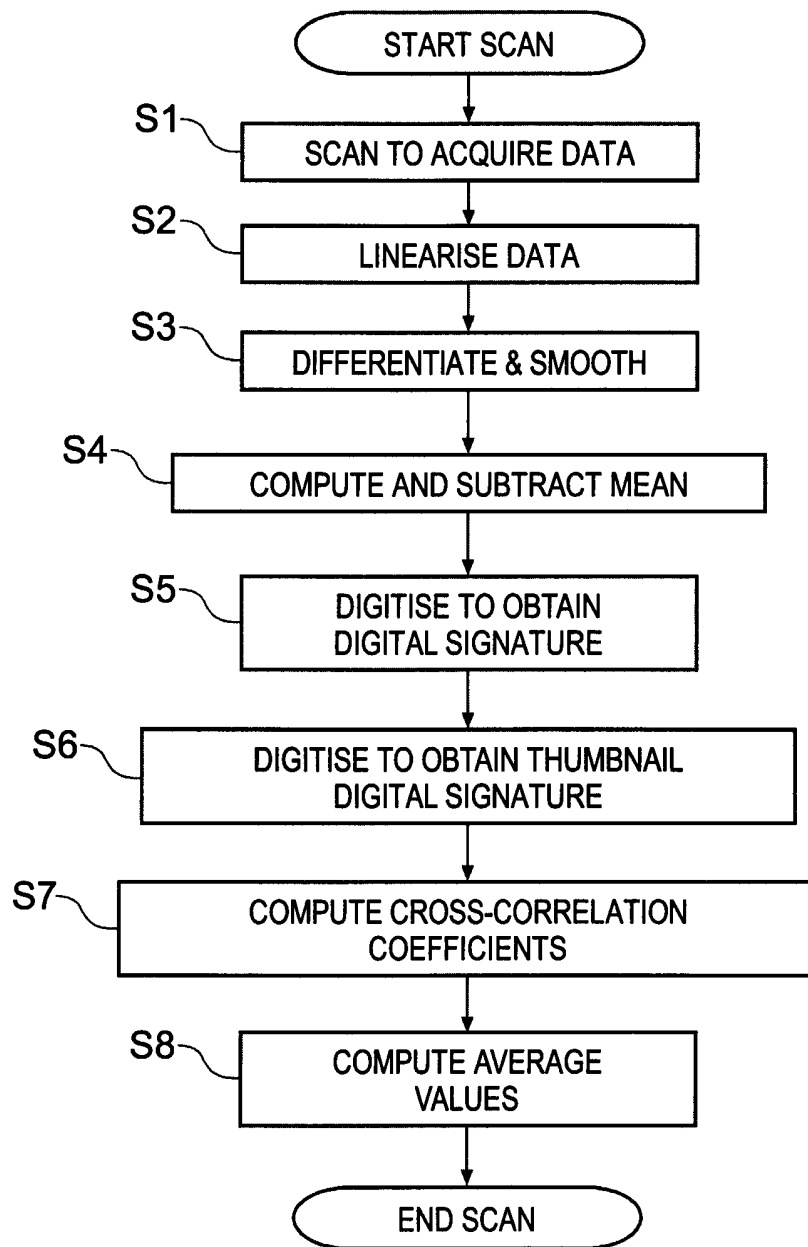 START SCAN
S1
SCAN TO ACQUIRE DATA
S2
LINEARISE DATA
S3
DIFFERENTIATE & SMOOTH
S4
COMPUTE AND SUBTRACT MEAN
S5
DIGITISE TO OBTAIN
DIGITAL SIGNATURE
S6
DIGITISE TO OBTAIN THUMBNAIL
DIGITAL SIGNATURE
S7
COMPUTE CROSS-CORRELATION
COEFFICIENTS
S8
COMPUTE AVERAGE
VALUES
END SCAN